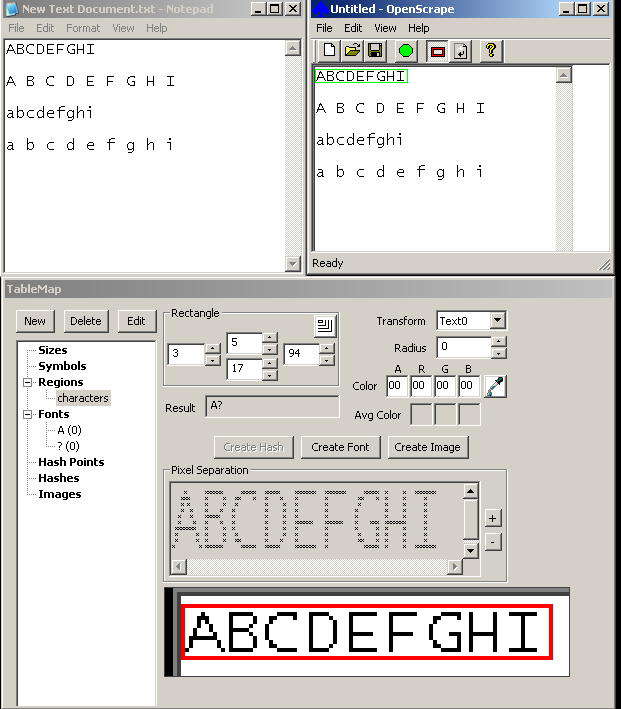 New Text Document.txt - Notepad
File Edit Format View Help
ABCDEFGHI
A B C D E F G H I
abcdefghi
a b c d e f g h i
Untitled - OpenScrape
File Edit View Help
ABCDEFGHI
A B C D E F G H I
abcdefghi
a b c d e f g h i
Ready
TableMap
New Delete Edit
Sizes
Symbols
Regions
characters
Fonts
A (0)
? (0)
Hash Points
Hashes
Images
Rectangle
3 5 17 94
Result A?
Transform Text0
Radius 0
A R G B
Color 00 00 00 00
Avg Color
Create Hash Create Font Create Image
Pixel Separation
ABCDEFGHI
+
-
ABCDEFGHI